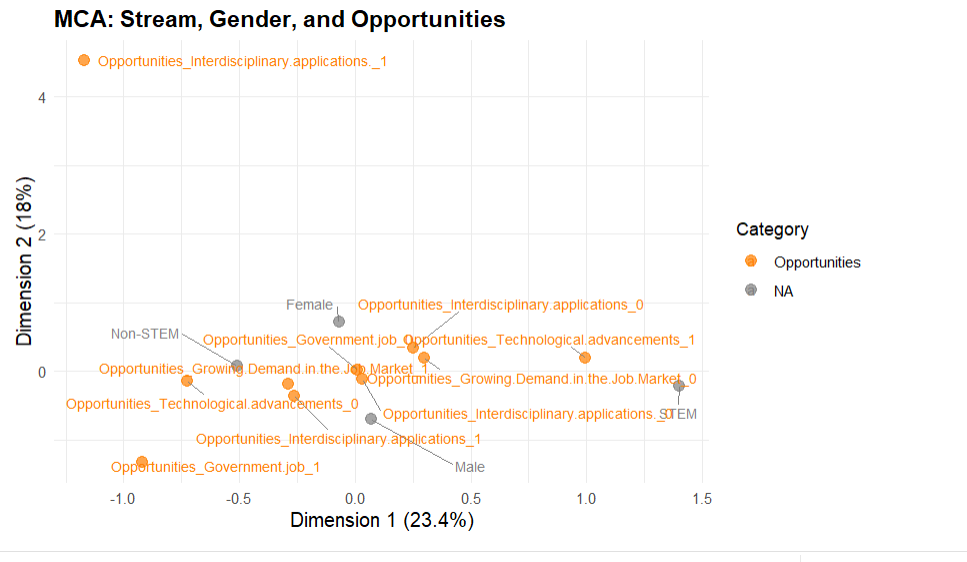 MCA: Stream, Gender, and Opportunities
Opportunities_Interdisciplinary.applications._1
4
Dimension 2 (18%)
2
Category
Opportunities
NA
Female
Opportunities_Interdisciplinary.applications_0
Non-STEM
Opportunities_Government.job_0
Opportunities_Technological.advancements_1
0
Opportunities_Growing.Demand.in.the.Job.Market_1
Opportunities_Growing.Demand.in.the.Job.Market_0
Opportunities_Technological.advancements_0
Opportunities_Interdisciplinary.applications._0
STEM
Opportunities_Interdisciplinary.applications_1
Opportunities_Government.job_1
Male
-1.0 -0.5 0.0 0.5 1.0 1.5
Dimension 1 (23.4%)